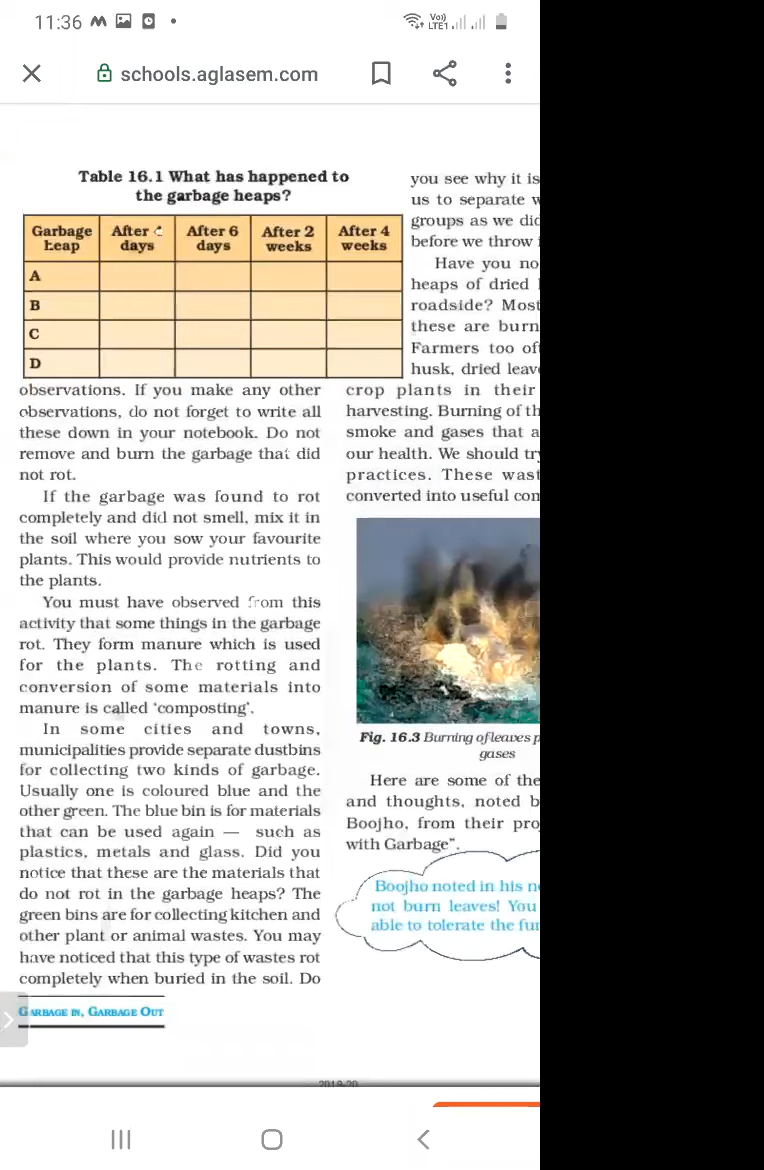 11:36
Vo)) LTE1
schools.aglasem.com
Table 16.1 What has happened to
the garbage heaps?
Garbage heap | After 4 days | After 6 days | After 2 weeks | After 4 weeks
A
B
C
D
observations. If you make any other
observations, do not forget to write all
these down in your notebook. Do not
remove and burn the garbage that did
not rot.
If the garbage was found to rot
completely and did not smell, mix it in
the soil where you sow your favourite
plants. This would provide nutrients to
the plants.
You must have observed from this
activity that some things in the garbage
rot. They form manure which is used
for the plants. The rotting and
conversion of some materials into
manure is called ‘composting’.
In some cities and towns,
municipalities provide separate dustbins
for collecting two kinds of garbage.
Usually one is coloured blue and the
other green. The blue bin is for materials
that can be used again — such as
plastics, metals and glass. Did you
notice that these are the materials that
do not rot in the garbage heaps? The
green bins are for collecting kitchen and
other plant or animal wastes. You may
have noticed that this type of wastes rot
completely when buried in the soil. Do
you see why it is
us to separate
groups as we did
before we throw
Have you
heaps of dried
roadside? Most
these are
Farmers too
husk, dried
crop plants in their
harvesting. Burning of
smoke and gases that
our health. We should
practices. These
converted into useful
Fig. 16.3 Burning of leaves
gases
Here are some of the
and thoughts, noted
Boojho, from their
with Garbage”.
Boojho noted in his
not burn leaves! You
able to tolerate the
GARBAGE IN, GARBAGE OUT
2019-20